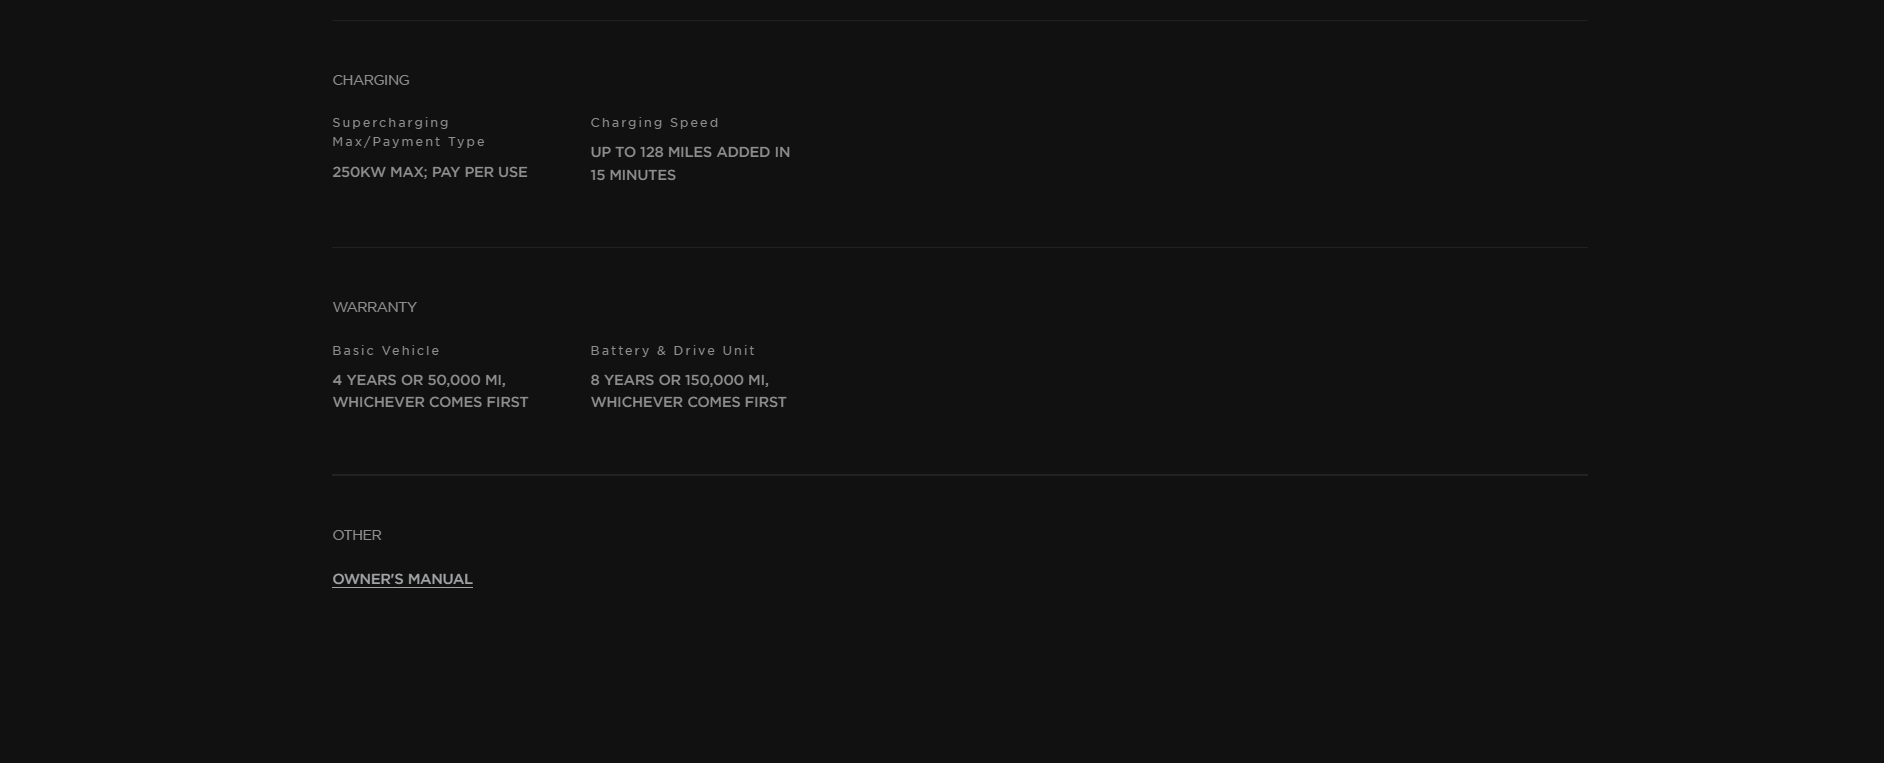 CHARGING
Supercharging
Max/Payment Type
250KW MAX; PAY PER USE
Charging Speed
UP TO 128 MILES ADDED IN
15 MINUTES
WARRANTY
Basic Vehicle
4 YEARS OR 50,000 MI,
WHICHEVER COMES FIRST
Battery & Drive Unit
8 YEARS OR 150,000 MI,
WHICHEVER COMES FIRST
OTHER
OWNER'S MANUAL